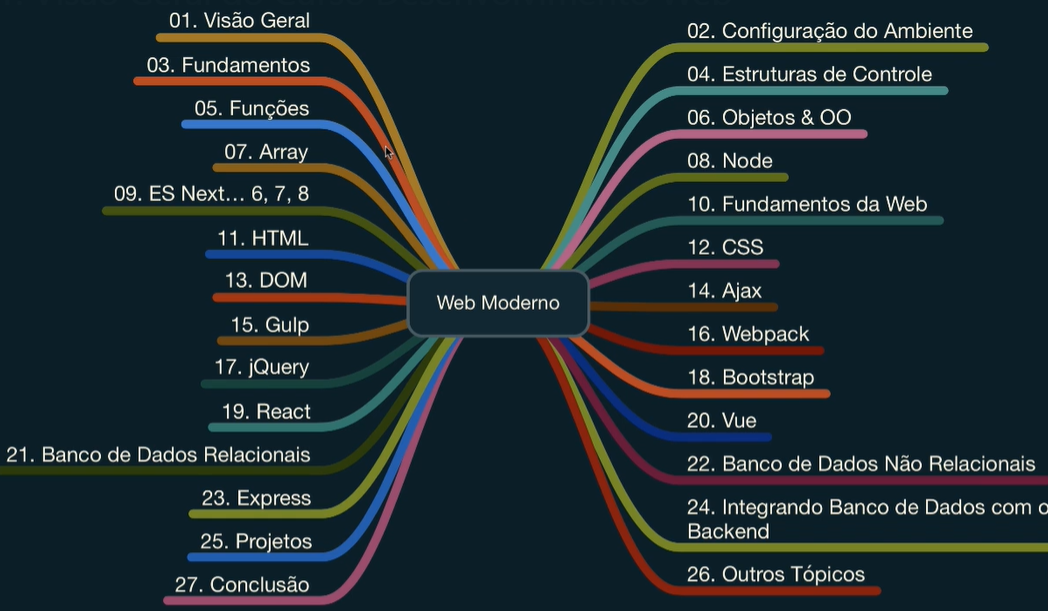 01. Visão Geral
02. Configuração do Ambiente
03. Fundamentos
04. Estruturas de Controle
05. Funções
06. Objetos & OO
07. Array
08. Node
09. ES Next... 6, 7, 8
10. Fundamentos da Web
11. HTML
12. CSS
13. DOM
14. Ajax
Web Moderno
15. Gulp
16. Webpack
17. jQuery
18. Bootstrap
19. React
20. Vue
21. Banco de Dados Relacionais
22. Banco de Dados Não Relacionais
23. Express
24. Integrando Banco de Dados com o
Backend
25. Projetos
26. Outros Tópicos
27. Conclusão